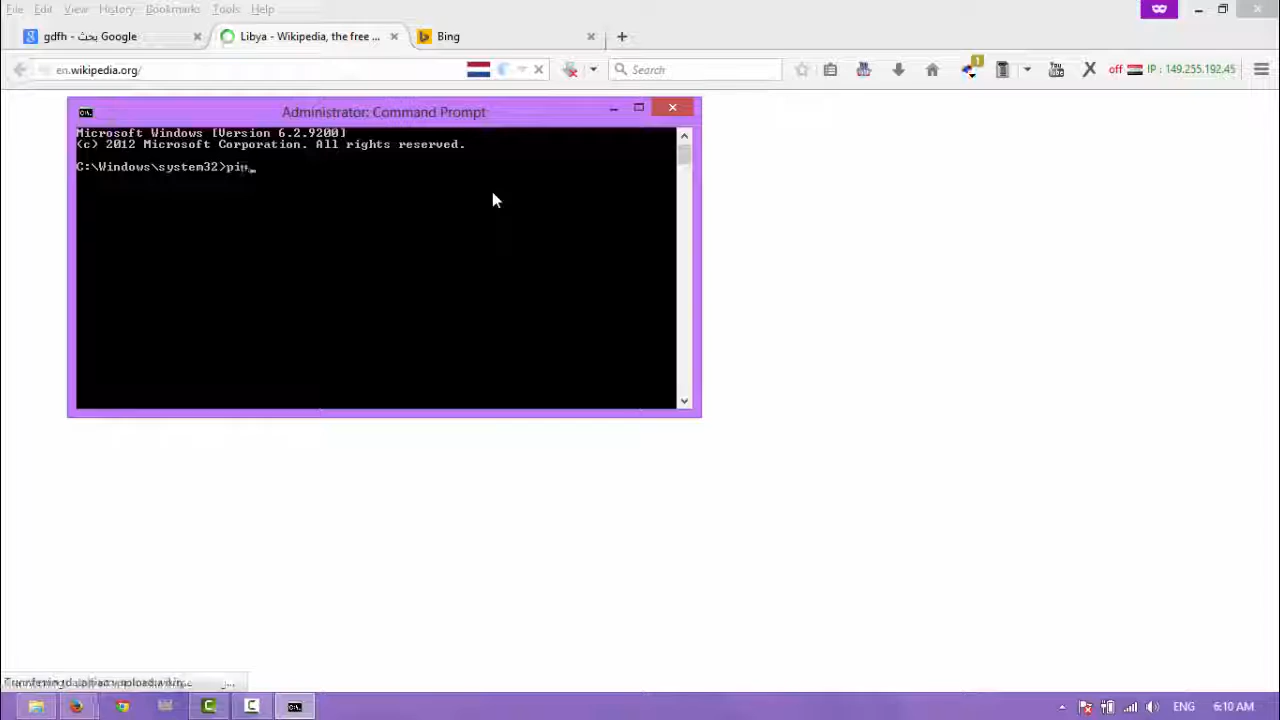 File Edit View History Bookmarks Tools Help
gdfh - بحث Google
Libya - Wikipedia, the free ...
Bing
en.wikipedia.org/
Search
1
You
off IP : 149.255.192.45
Administrator: Command Prompt
Microsoft Windows [Version 6.2.9200]
(c) 2012 Microsoft Corporation. All rights reserved.
C:\Windows\system32>pin
ENG 6:10 AM